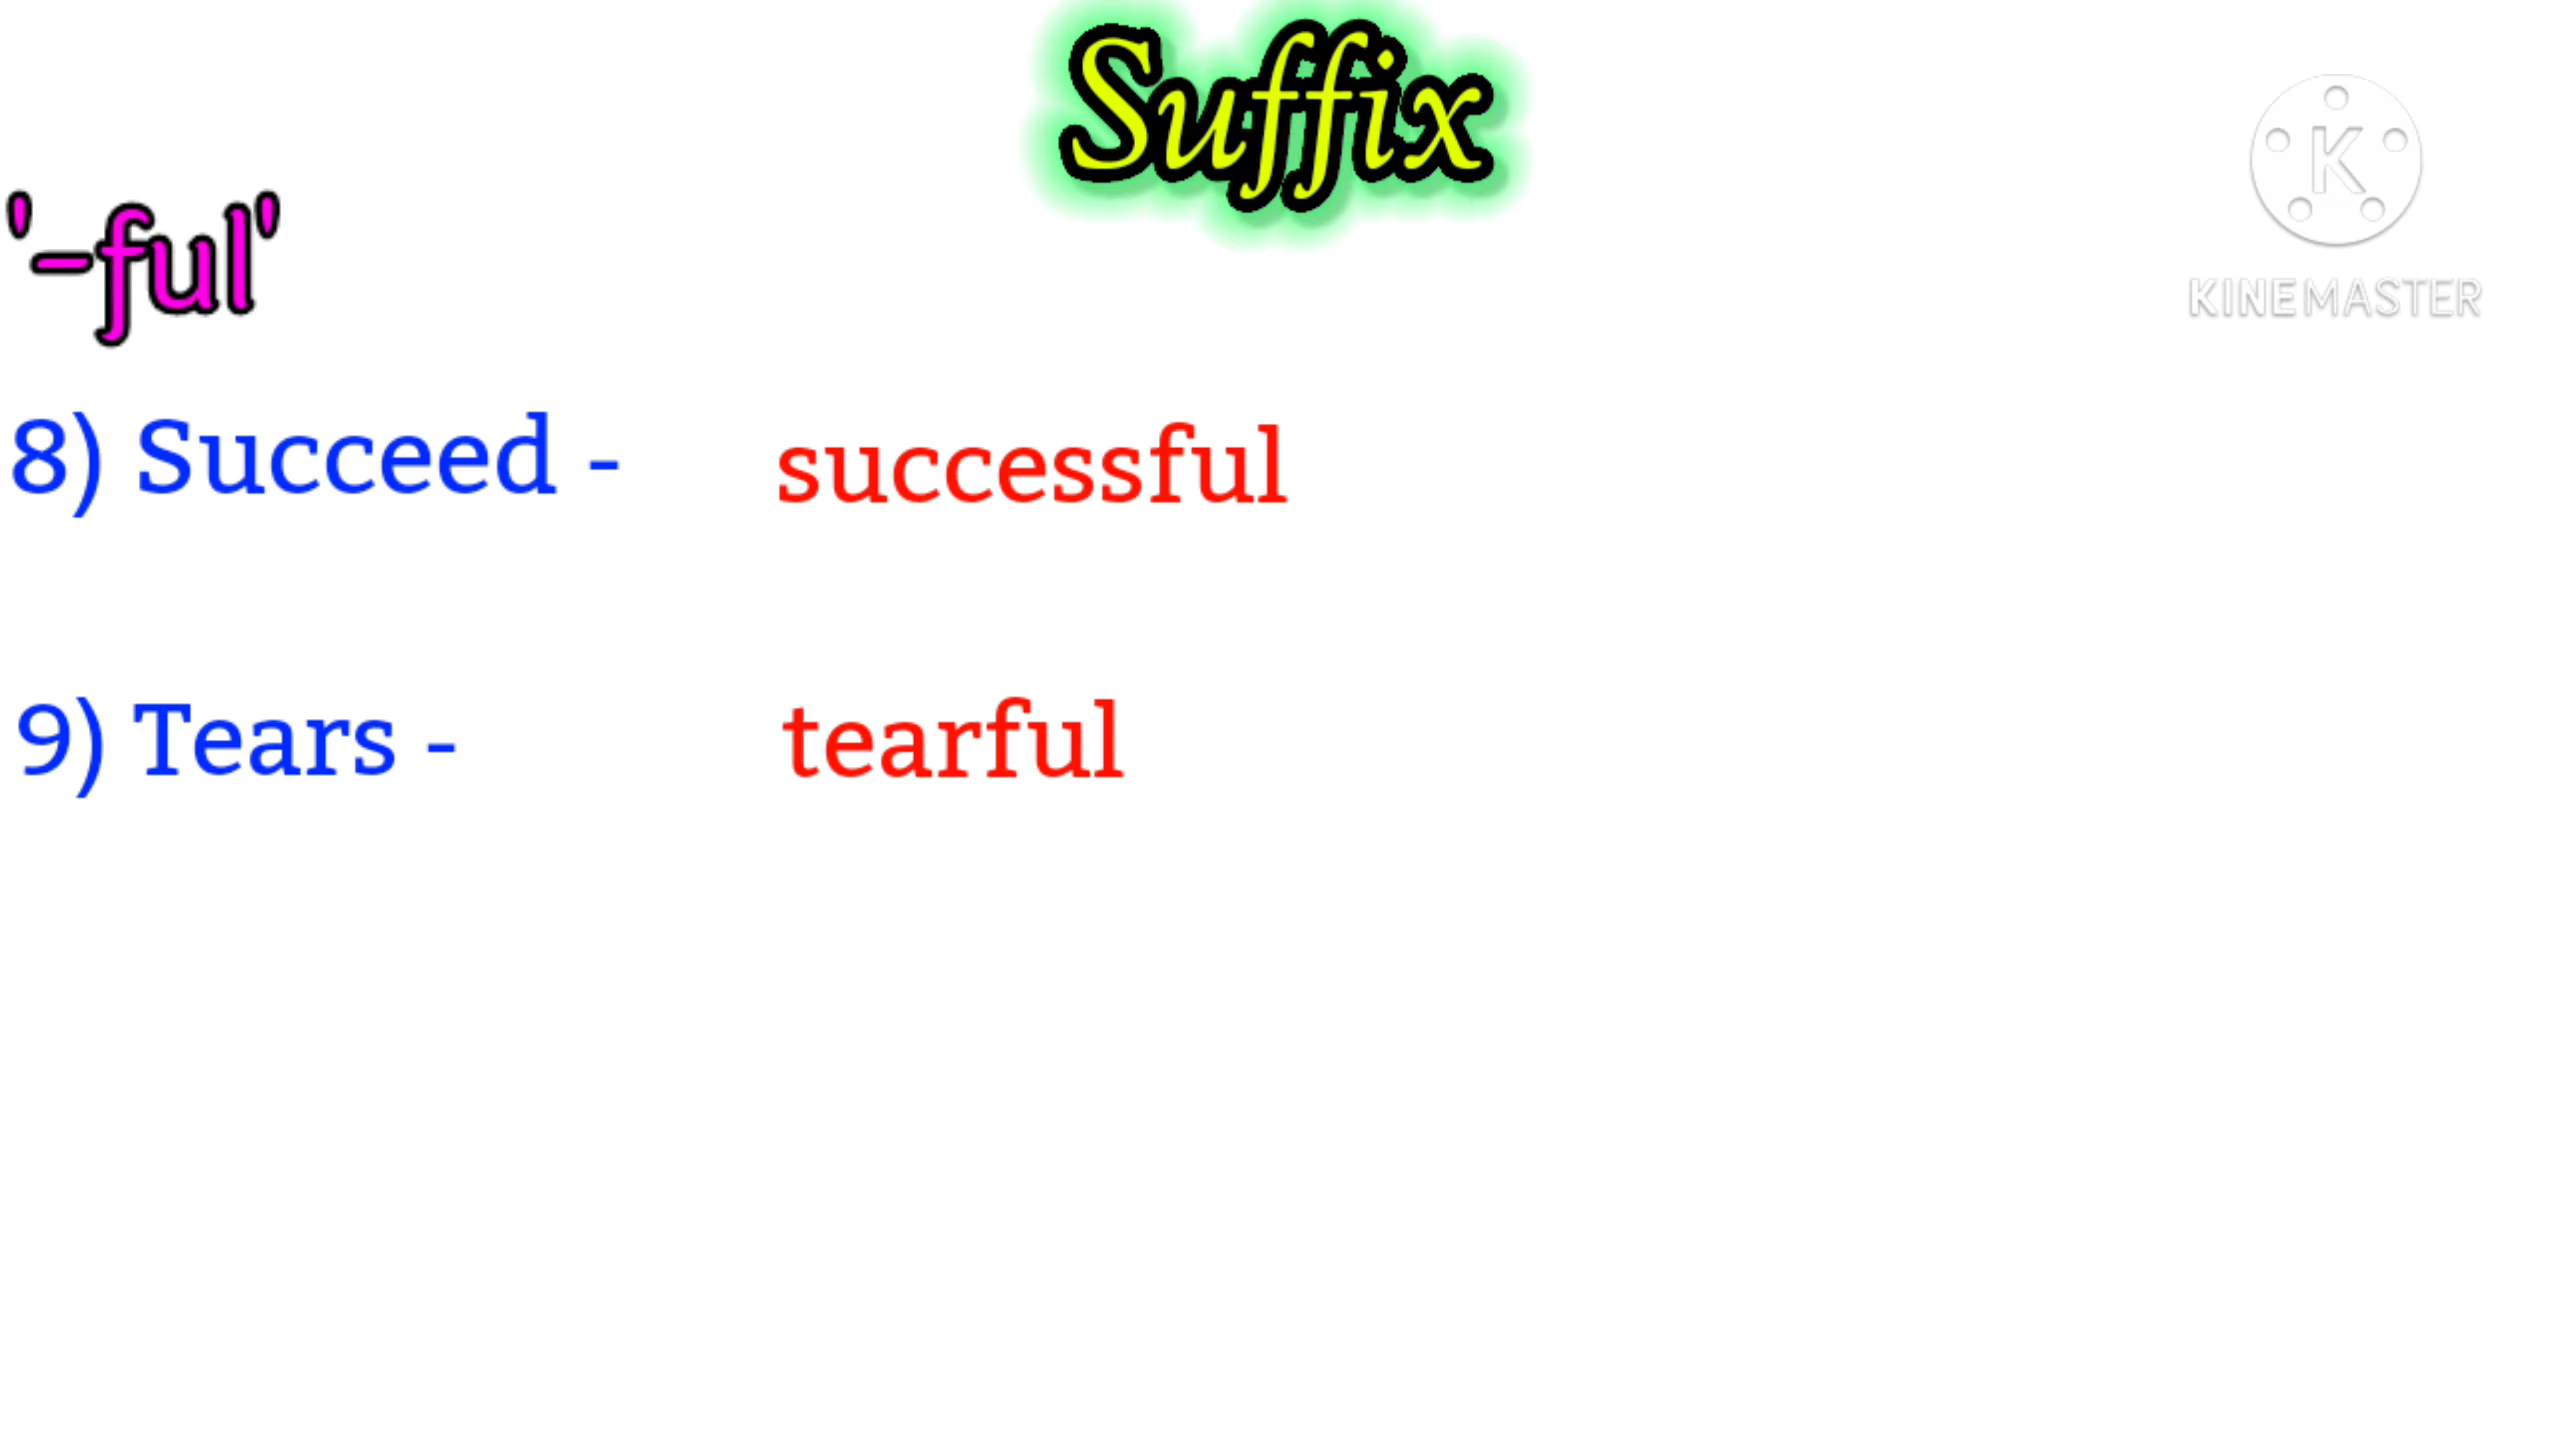 Suffix
KINEMASTER
'-ful'
8) Succeed - successful
9) Tears - tearful